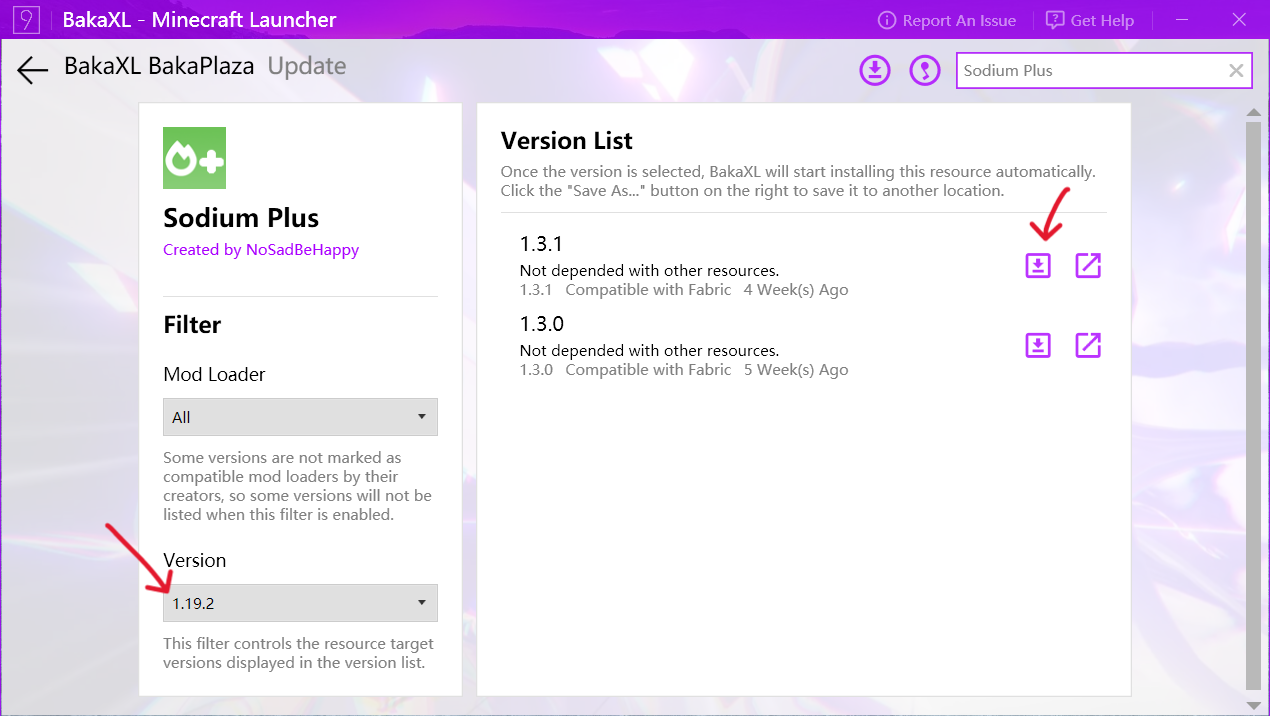 BakaXL - Minecraft Launcher
Report An Issue
Get Help
BakaXL BakaPlaza Update
Sodium Plus
Sodium Plus
Created by NoSadBeHappy
Filter
Mod Loader
All
Some versions are not marked as
compatible mod loaders by their
creators, so some versions will not be
listed when this filter is enabled.
Version
1.19.2
This filter controls the resource target
versions displayed in the version list.
Version List
Once the version is selected, BakaXL will start installing this resource automatically.
Click the "Save As..." button on the right to save it to another location.
1.3.1
Not depended with other resources.
1.3.1 Compatible with Fabric 4 Week(s) Ago
1.3.0
Not depended with other resources.
1.3.0 Compatible with Fabric 5 Week(s) Ago